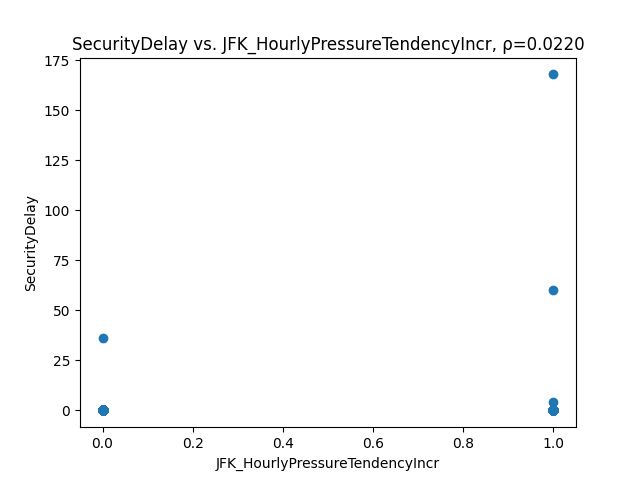 SecurityDelay vs. JFK_HourlyPressureTendencyIncr, ρ=0.0220
175
150
125
100
75
50
25
0
SecurityDelay
0.0 0.2 0.4 0.6 0.8 1.0
JFK_HourlyPressureTendencyIncr